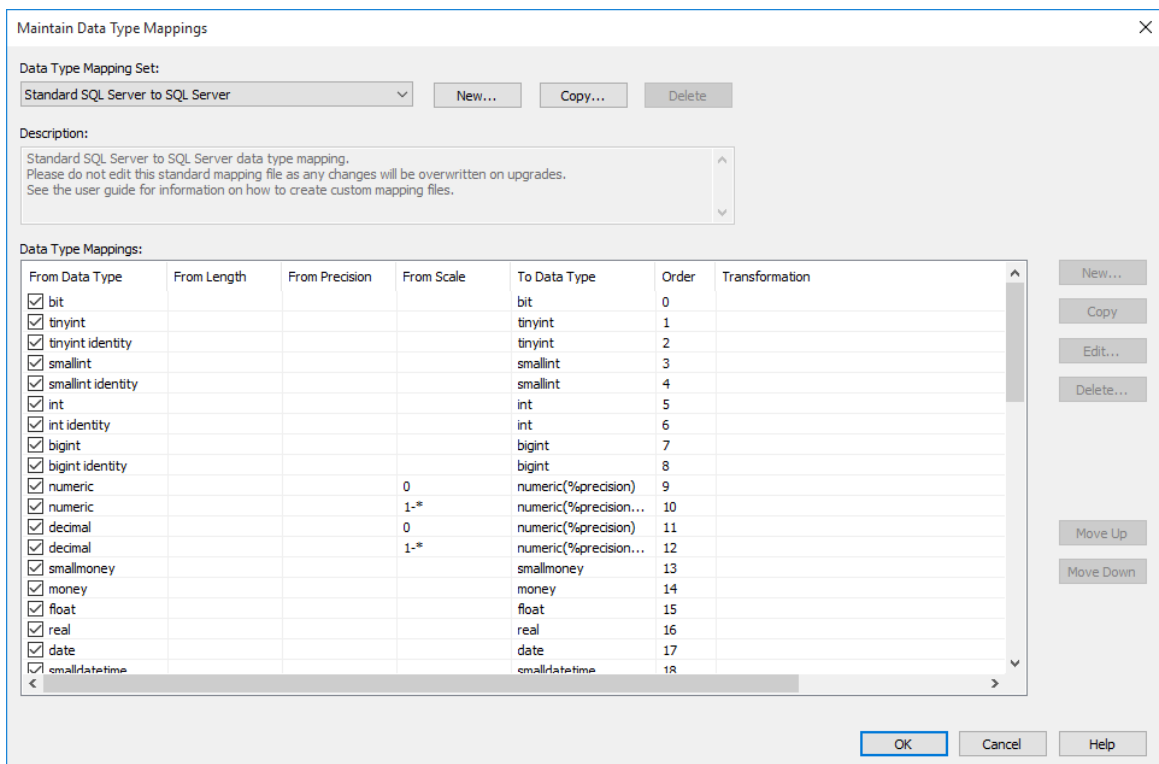 Maintain Data Type Mappings
Data Type Mapping Set:
Standard SQL Server to SQL Server New... Copy... Delete
Description:
Standard SQL Server to SQL Server data type mapping.
Please do not edit this standard mapping file as any changes will be overwritten on upgrades.
See the user guide for information on how to create custom mapping files.
Data Type Mappings:
From Data Type From Length From Precision From Scale To Data Type Order Transformation New...
bit bit 0
tinyint tinyint 1 Copy
tinyint identity tinyint 2
smallint smallint 3 Edit...
smallint identity smallint 4
int int 5 Delete...
int identity int 6
bigint bigint 7
bigint identity bigint 8
numeric 0 numeric(%precision) 9
numeric 1-* numeric(%precision... 10
decimal 0 numeric(%precision) 11
decimal 1-* numeric(%precision... 12 Move Up
smallmoney smallmoney 13
money money 14 Move Down
float float 15
real real 16
date date 17
smalldatetime smalldatetime 18
OK Cancel Help